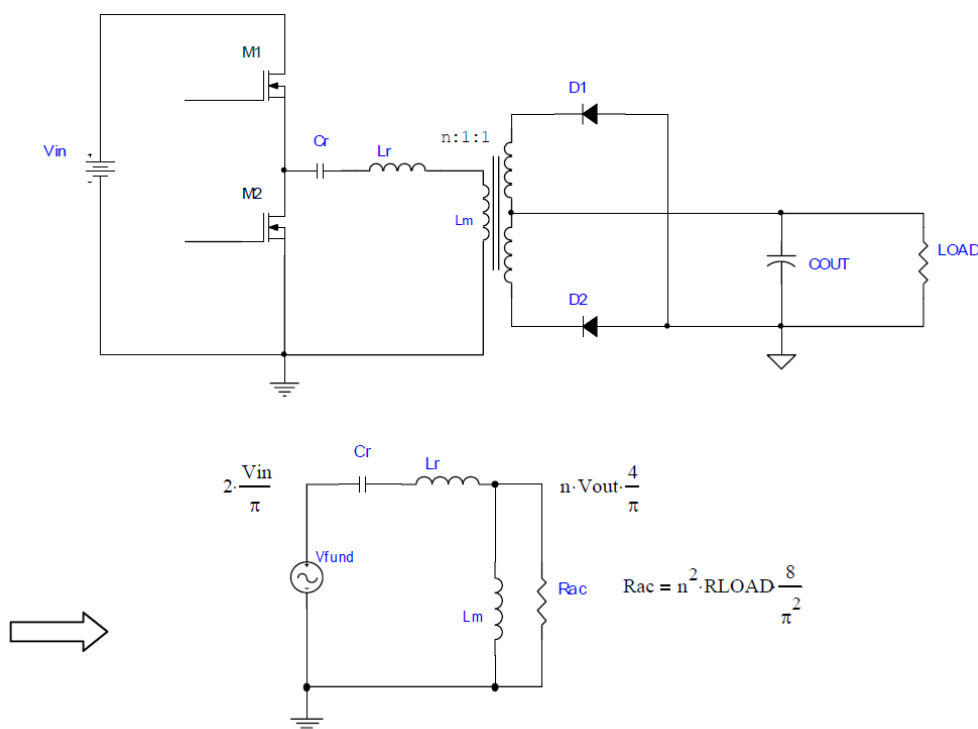 M1
D1
n:1:1
Cr
Vin
+
-
Lr
M2
Lm
LOAD
COUT
D2
Cr
2·Vin/π
Lr
n·Vout·4/π
Vfund
Rac
Rac = n²·RLOAD·8/π²
Lm